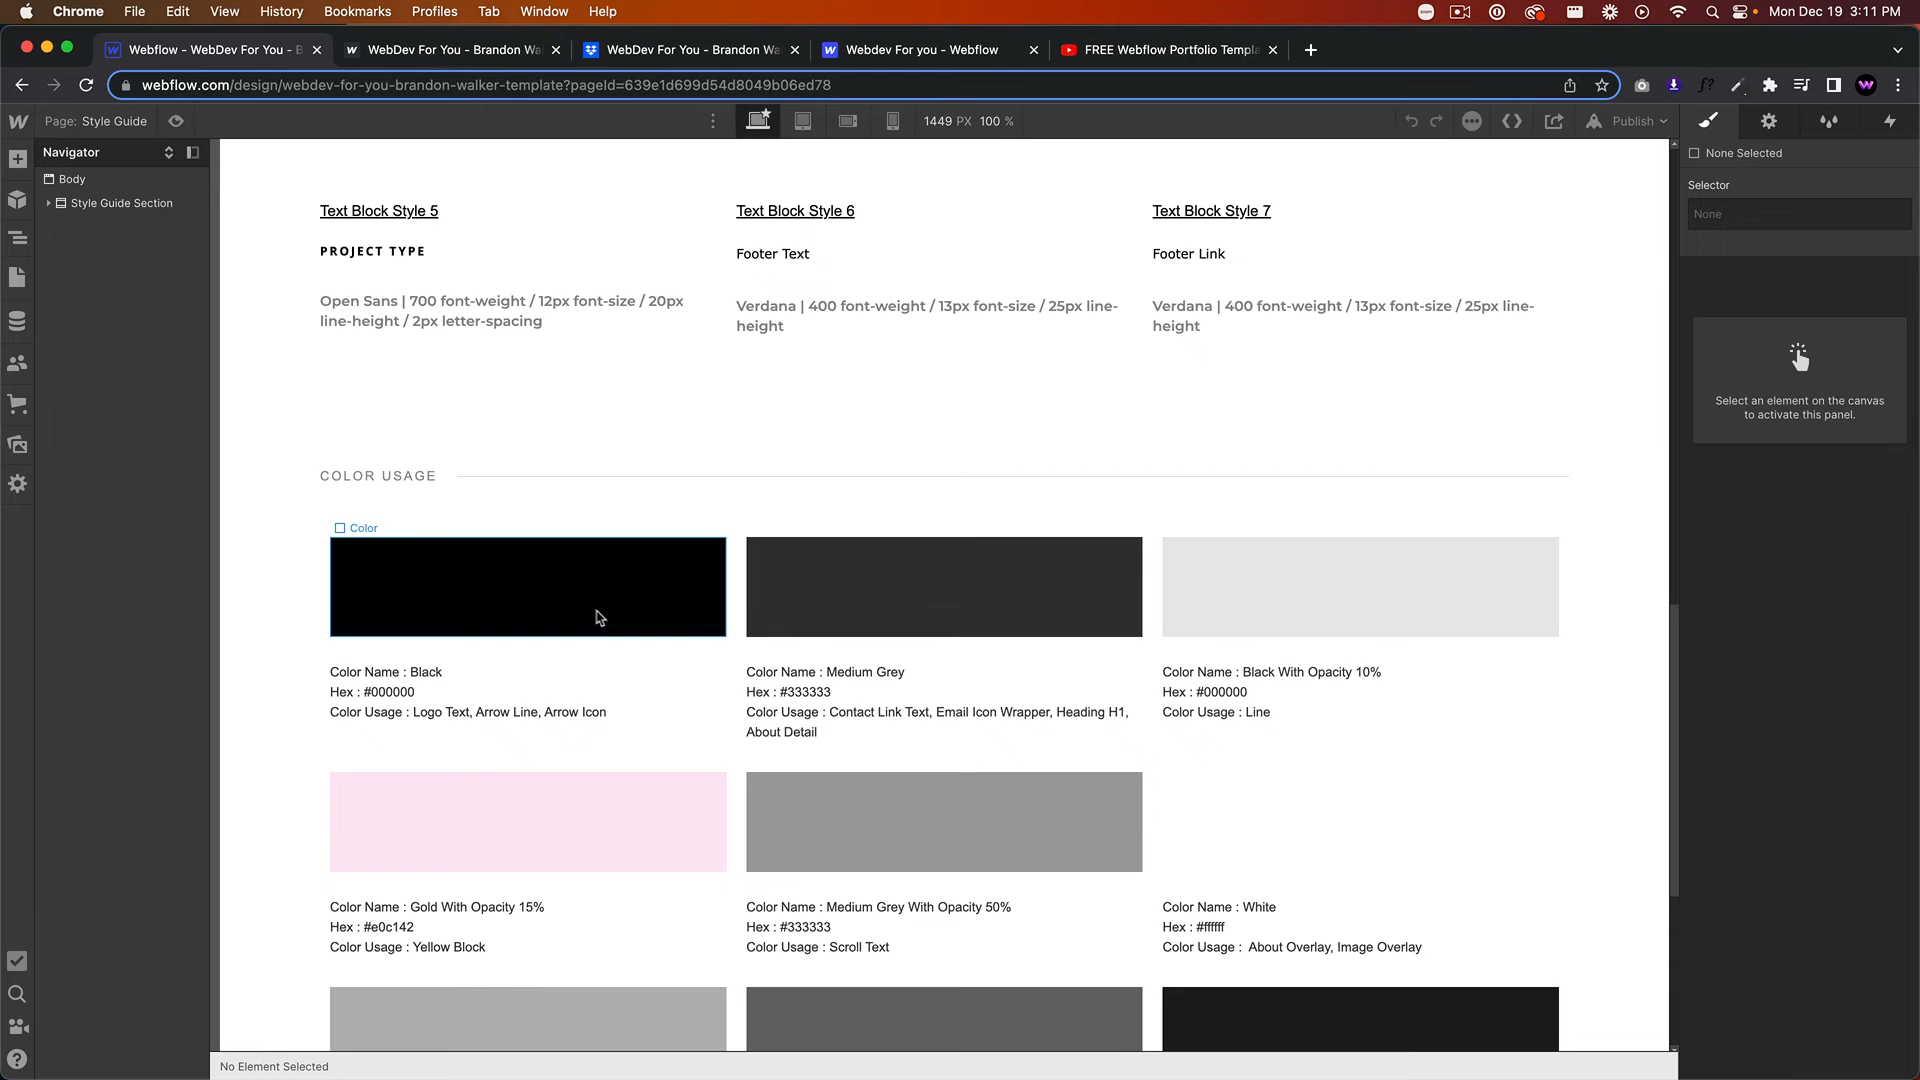 Chrome File Edit View History Bookmarks Profiles Tab Window Help
Mon Dec 19 3:11 PM
Webflow - WebDev For You - B
WebDev For You - Brandon Wa
WebDev For You - Brandon Wa
Webdev For you - Webflow
FREE Webflow Portfolio Templa
webflow.com/design/webdev-for-you-brandon-walker-template?pageId=639e1d699d54d8049b06ed78
Page: Style Guide
1449 PX 100 %
Publish
Navigator
Body
Style Guide Section
None Selected
Selector
None
Select an element on the canvas
to activate this panel.
Text Block Style 5
PROJECT TYPE
Open Sans | 700 font-weight / 12px font-size / 20px
line-height / 2px letter-spacing
Text Block Style 6
Footer Text
Verdana | 400 font-weight / 13px font-size / 25px line-
height
Text Block Style 7
Footer Link
Verdana | 400 font-weight / 13px font-size / 25px line-
height
COLOR USAGE
Color
Color Name : Black
Hex : #000000
Color Usage : Logo Text, Arrow Line, Arrow Icon
Color Name : Medium Grey
Hex : #333333
Color Usage : Contact Link Text, Email Icon Wrapper, Heading H1,
About Detail
Color Name : Black With Opacity 10%
Hex : #000000
Color Usage : Line
Color Name : Gold With Opacity 15%
Hex : #e0c142
Color Usage : Yellow Block
Color Name : Medium Grey With Opacity 50%
Hex : #333333
Color Usage : Scroll Text
Color Name : White
Hex : #ffffff
Color Usage :  About Overlay, Image Overlay
No Element Selected